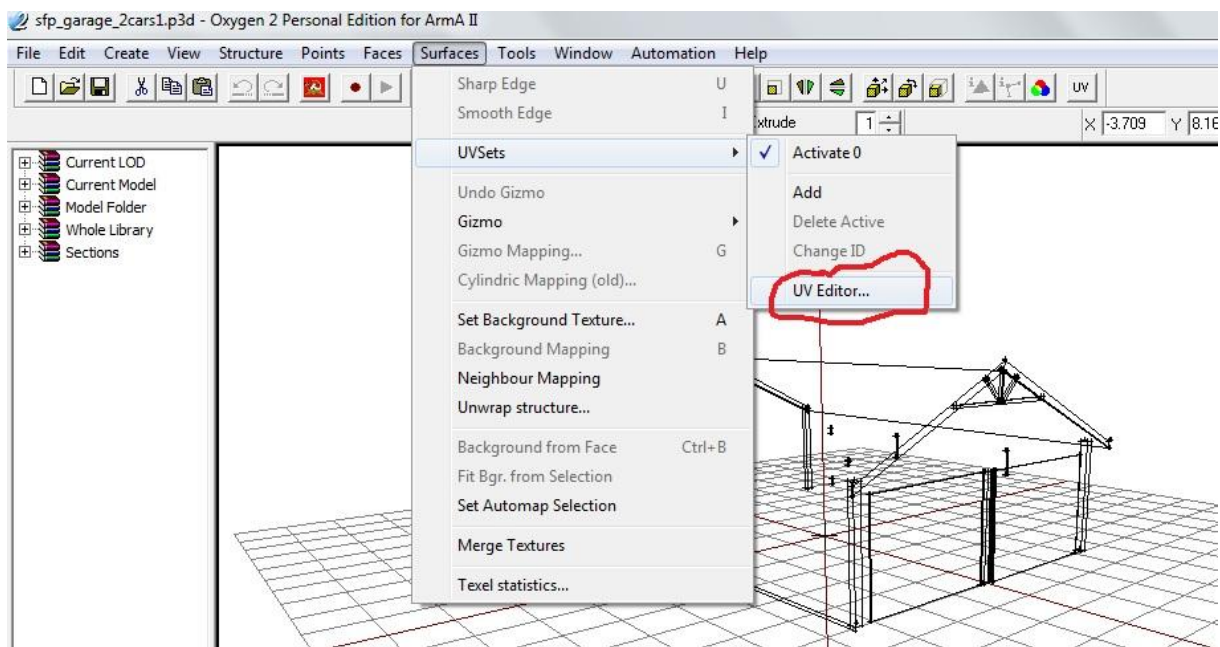 sfp_garage_2cars1.p3d - Oxygen 2 Personal Edition for ArmA II
File Edit Create View Structure Points Faces Surfaces Tools Window Automation Help
UV
1
X -3.709 Y 8.16
Current LOD
Current Model
Model Folder
Whole Library
Sections
Sharp Edge U
Smooth Edge I
UVSets
Undo Gizmo
Gizmo
Gizmo Mapping... G
Cylindric Mapping (old)...
Set Background Texture... A
Background Mapping B
Neighbour Mapping
Unwrap structure...
Background from Face Ctrl+B
Fit Bgr. from Selection
Set Automap Selection
Merge Textures
Texel statistics...
Activate 0
Add
Delete Active
Change ID
UV Editor...